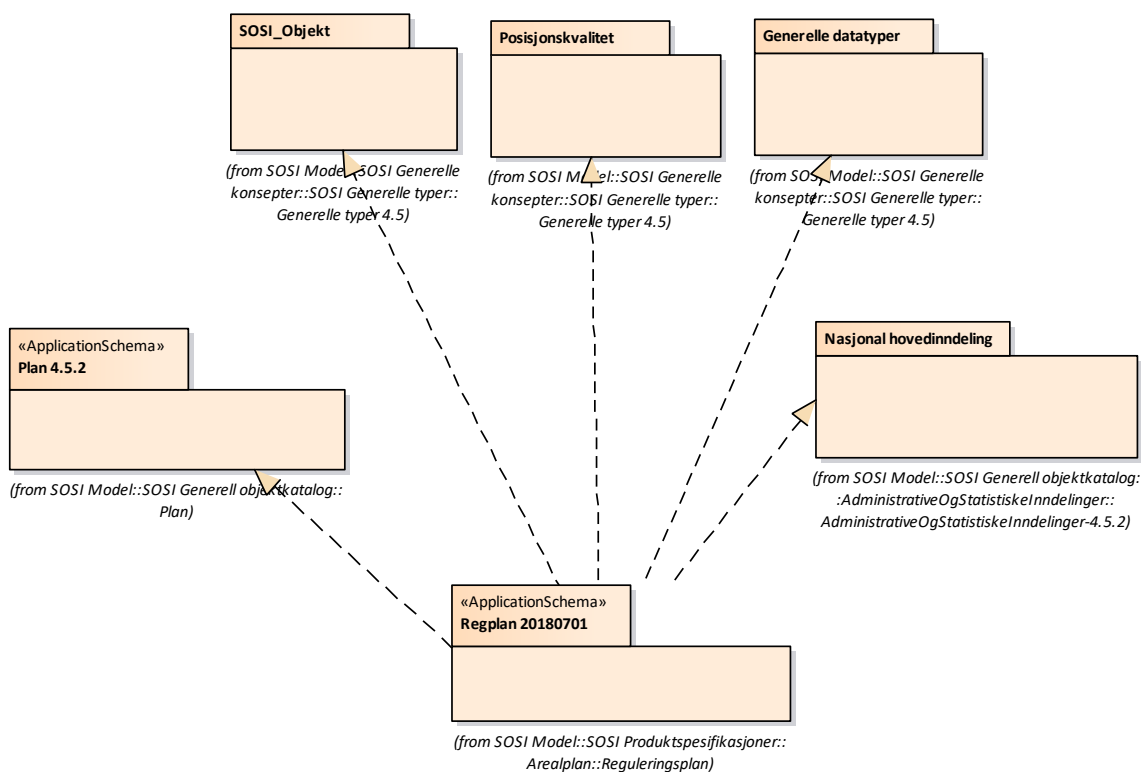 SOSI_Objekt
(from SOSI Model::SOSI Generelle
konsepter::SOSI Generelle typer::
Generelle typer 4.5)
Posisjonskvalitet
(from SOSI Model::SOSI Generelle
konsepter::SOSI Generelle typer::
Generelle typer 4.5)
Generelle datatyper
(from SOSI Model::SOSI Generelle
konsepter::SOSI Generelle typer::
Generelle typer 4.5)
«ApplicationSchema»
Plan 4.5.2
(from SOSI Model::SOSI Generell objektkatalog::
Plan)
Nasjonal hovedinndeling
(from SOSI Model::SOSI Generell objektkatalog:
:AdministrativeOgStatistiskeInndelinger::
AdministrativeOgStatistiskeInndelinger-4.5.2)
«ApplicationSchema»
Regplan 20180701
(from SOSI Model::SOSI Produktspesifikasjoner::
Arealplan::Reguleringsplan)